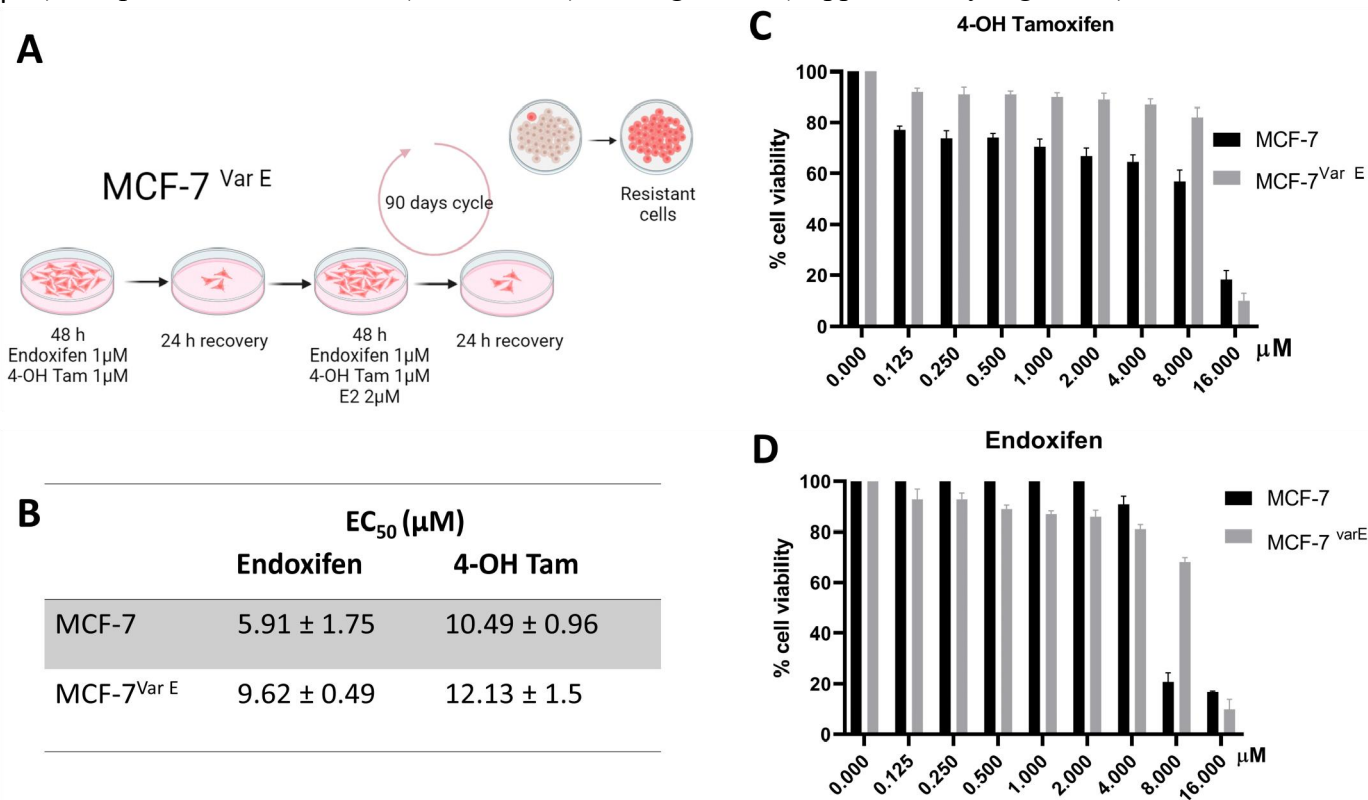 A
MCF-7 Var E
90 days cycle
Resistant
cells
48 h
Endoxifen 1µM
4-OH Tam 1µM
24 h recovery
48 h
Endoxifen 1µM
4-OH Tam 1µM
E2 2µM
24 h recovery
B
EC50 (µM)
Endoxifen 4-OH Tam
MCF-7 5.91 ± 1.75 10.49 ± 0.96
MCF-7Var E 9.62 ± 0.49 12.13 ± 1.5
C
4-OH Tamoxifen
% cell viability
100
80
60
40
20
0
0.000 0.125 0.250 0.500 1.000 2.000 4.000 8.000 16.000 µM
MCF-7
MCF-7Var E
D
Endoxifen
% cell viability
100
80
60
40
20
0
0.000 0.125 0.250 0.500 1.000 2.000 4.000 8.000 16.000 µM
MCF-7
MCF-7 varE